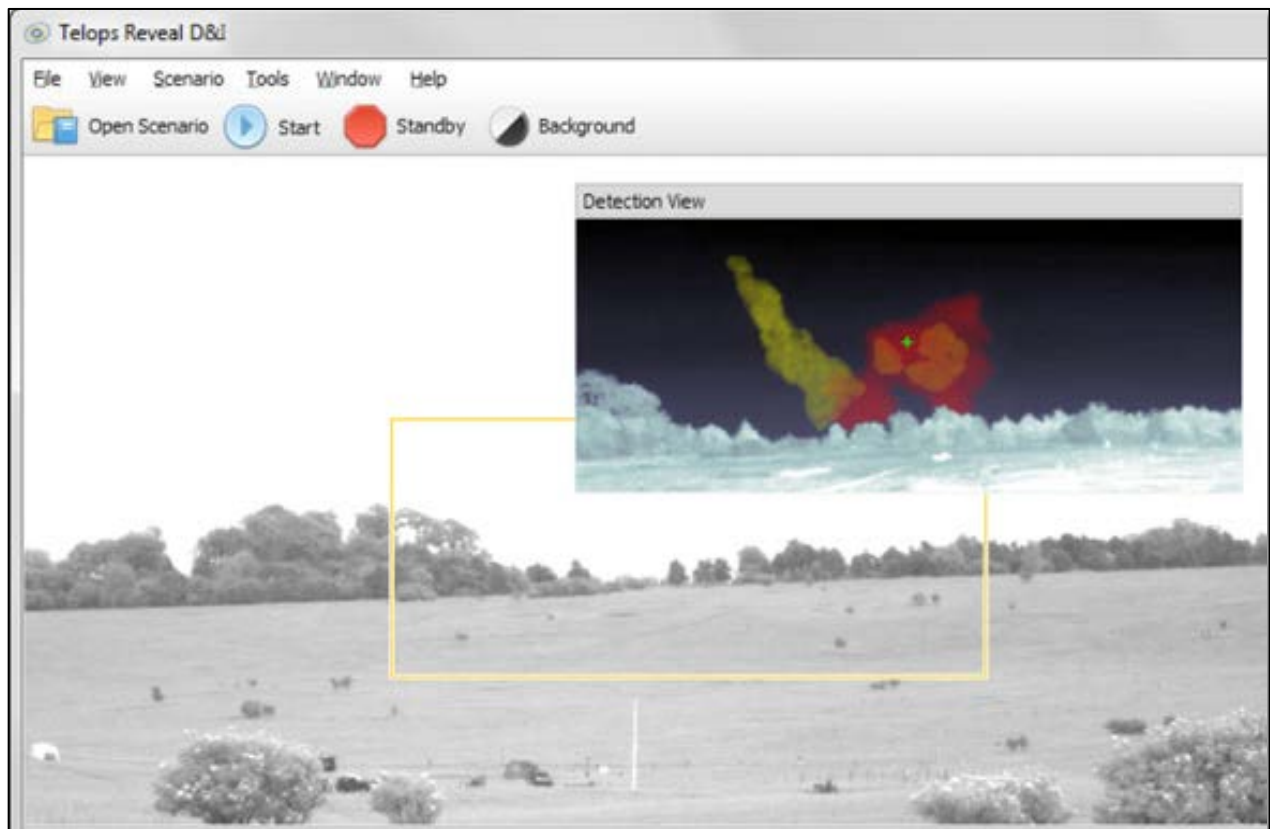 Telops Reveal D&I
File View Scenario Tools Window Help
Open Scenario Start Standby Background
Detection View